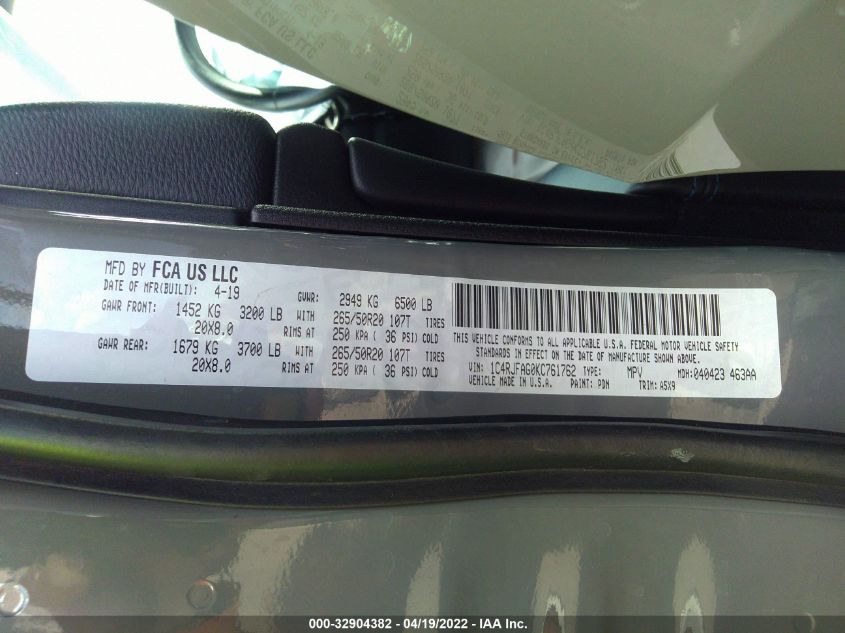 MFD BY FCA US LLC
DATE OF MFR(BUILT): 4-19 GVWR: 2949 KG 6500 LB
GAWR FRONT: 1452 KG 3200 LB WITH 265/50R20 107T TIRES
20X8.0 RIMS AT 250 KPA ( 36 PSI) COLD
GAWR REAR: 1679 KG 3700 LB WITH 265/50R20 107T TIRES
20X8.0 RIMS AT 250 KPA ( 36 PSI) COLD
THIS VEHICLE CONFORMS TO ALL APPLICABLE U.S.A. FEDERAL MOTOR VEHICLE SAFETY
STANDARDS IN EFFECT ON THE DATE OF MANUFACTURE SHOWN ABOVE.
VIN: 1C4RJFAG0KC761762 TYPE: MPV MDH:040423 463AA
VEHICLE MADE IN U.S.A. PAINT: PDN TRIM: A5X9
000-32904382 - 04/19/2022 - IAA Inc.